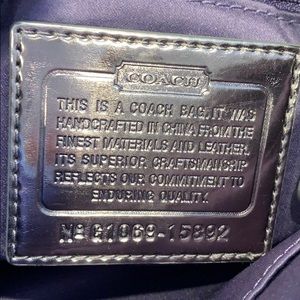 COACH
THIS IS A COACH BAG. IT WAS
HANDCRAFTED IN CHINA FROM THE
FINEST MATERIALS AND LEATHER.
ITS SUPERIOR CRAFTSMANSHIP
REFLECTS OUR COMMITMENT TO
ENDURING QUALITY.
Nº G1069-15892